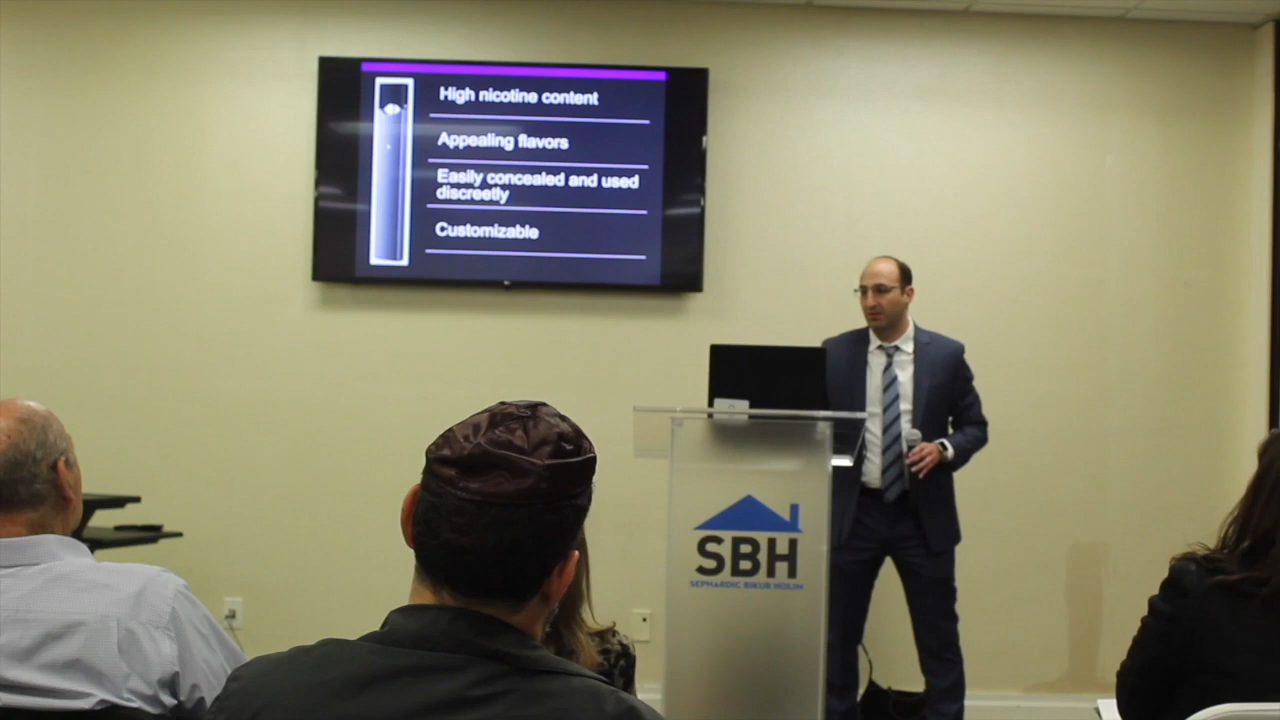 High nicotine content
Appealing flavors
Easily concealed and used
discreetly
Customizable
SBH
SEPHARDIC BIKUR HOLIM